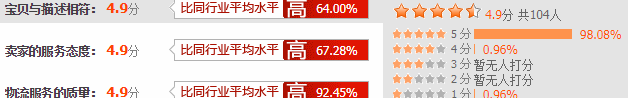 宝贝与描述相符： 4.9分 比同行业平均水平 高 64.00%
卖家的服务态度： 4.9分 比同行业平均水平 高 67.28%
物流服务的质量： 4.9分 比同行业平均水平 高 92.45%
4.9分 共104人
5 分 98.08%
4 分 0.96%
3 分 暂无人打分
2 分 暂无人打分
1 分 0.96%